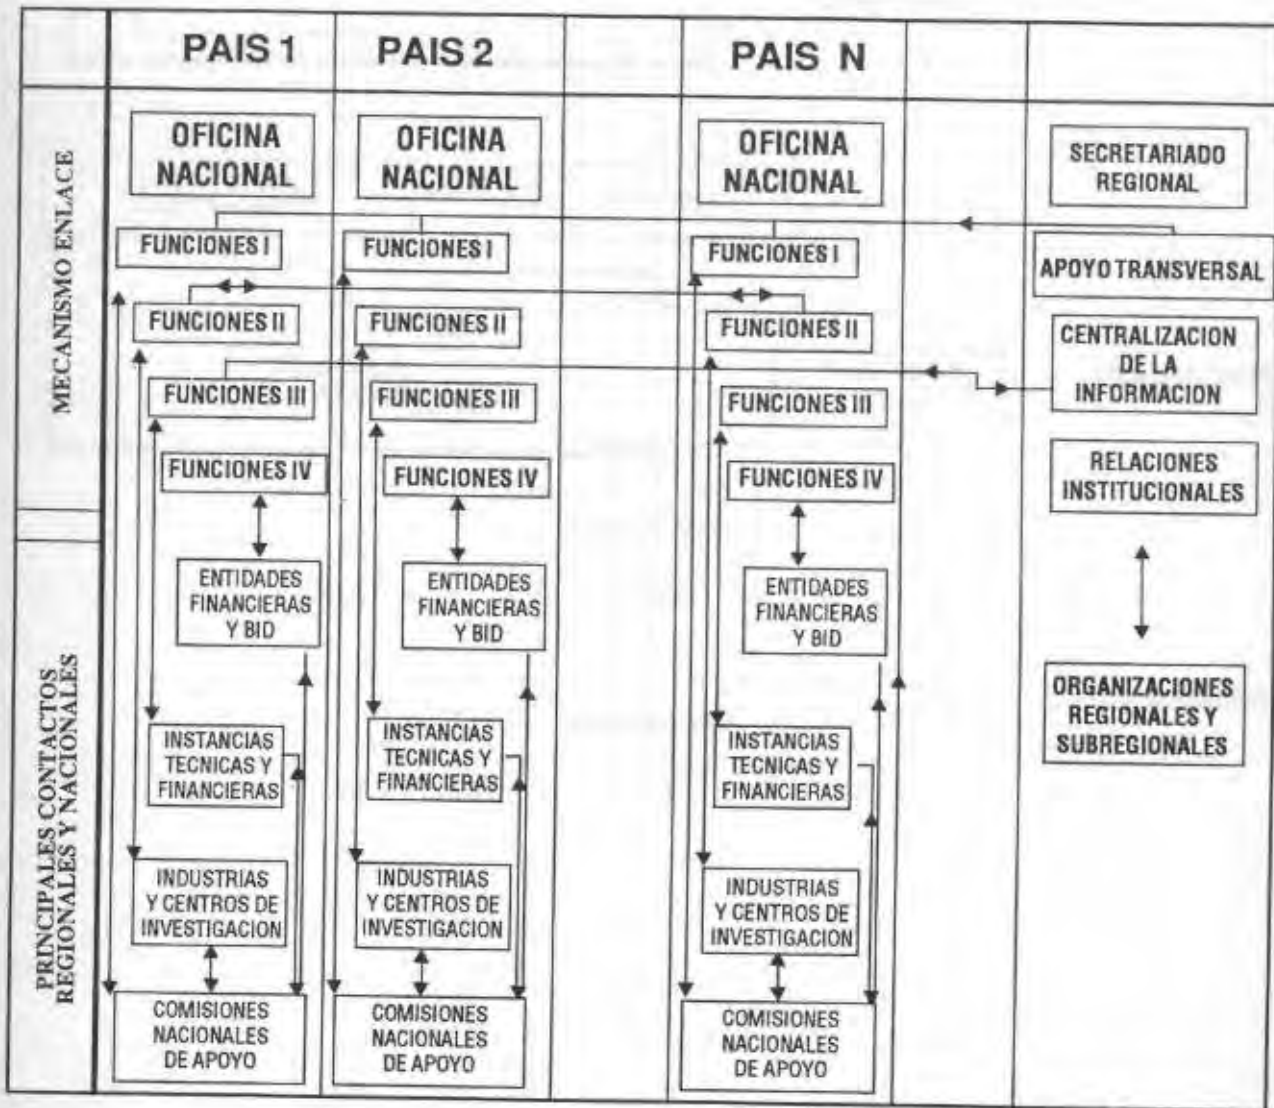 PAIS 1
PAIS 2
PAIS N
MECANISMO ENLACE
OFICINA
NACIONAL
FUNCIONES I
FUNCIONES II
FUNCIONES III
FUNCIONES IV
OFICINA
NACIONAL
FUNCIONES I
FUNCIONES II
FUNCIONES III
FUNCIONES IV
OFICINA
NACIONAL
FUNCIONES I
FUNCIONES II
FUNCIONES III
FUNCIONES IV
SECRETARIADO
REGIONAL
APOYO TRANSVERSAL
CENTRALIZACION
DE LA
INFORMACION
RELACIONES
INSTITUCIONALES
PRINCIPALES CONTACTOS
REGIONALES Y NACIONALES
ENTIDADES
FINANCIERAS
Y BID
INSTANCIAS
TECNICAS Y
FINANCIERAS
INDUSTRIAS
Y CENTROS DE
INVESTIGACION
COMISIONES
NACIONALES
DE APOYO
ENTIDADES
FINANCIERAS
Y BID
INSTANCIAS
TECNICAS Y
FINANCIERAS
INDUSTRIAS
Y CENTROS DE
INVESTIGACION
COMISIONES
NACIONALES
DE APOYO
ENTIDADES
FINANCIERAS
Y BID
INSTANCIAS
TECNICAS Y
FINANCIERAS
INDUSTRIAS
Y CENTROS DE
INVESTIGACION
COMISIONES
NACIONALES
DE APOYO
ORGANIZACIONES
REGIONALES Y
SUBREGIONALES